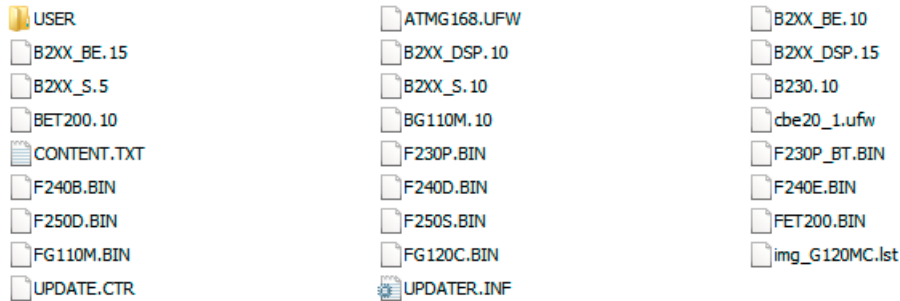 USER ATMG168.UFW B2XX_BE.10
B2XX_BE.15 B2XX_DSP.10 B2XX_DSP.15
B2XX_S.5 B2XX_S.10 B230.10
BET200.10 BG110M.10 cbe20_1.ufw
CONTENT.TXT F230P.BIN F230P_BT.BIN
F240B.BIN F240D.BIN F240E.BIN
F250D.BIN F250S.BIN FET200.BIN
FG110M.BIN FG120C.BIN img_G120MC.lst
UPDATE.CTR UPDATER.INF